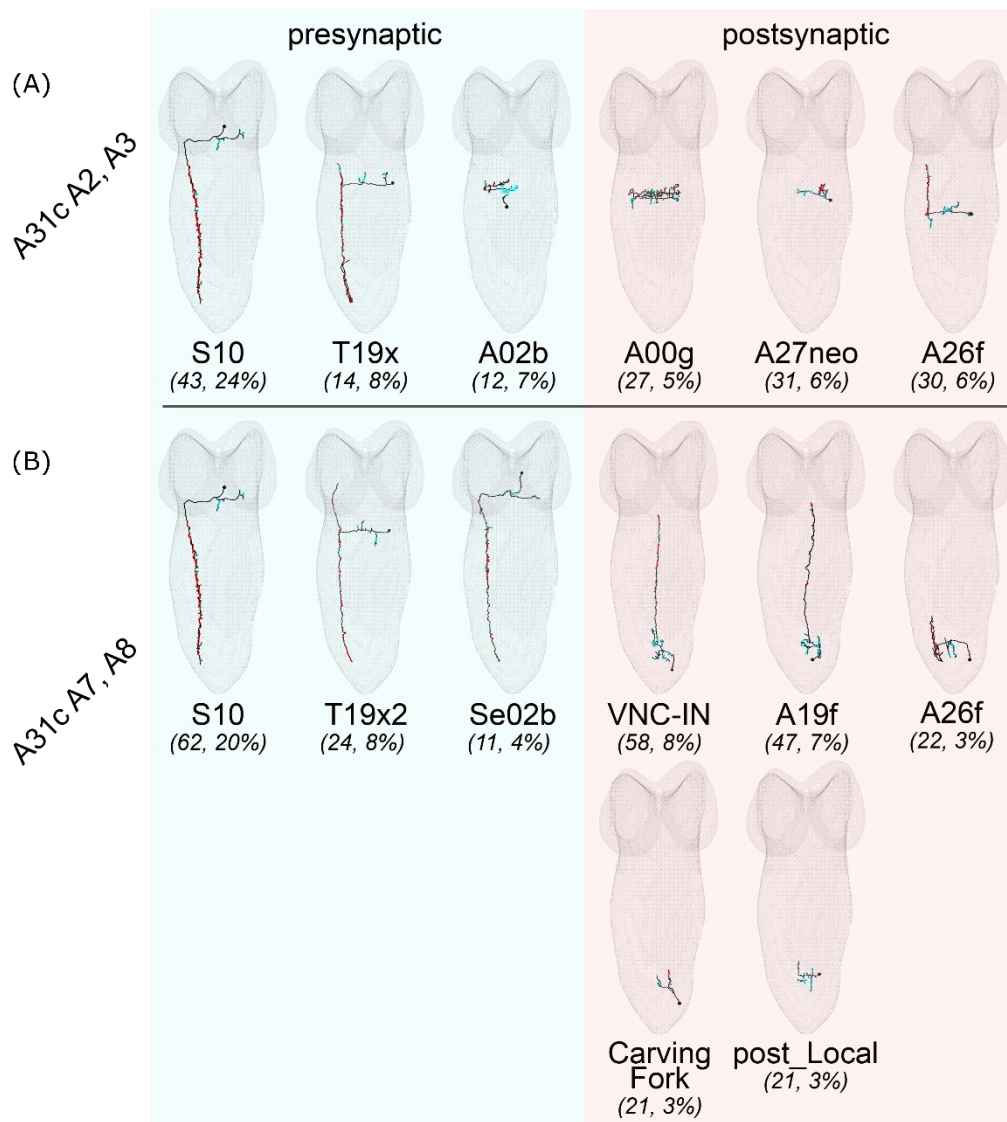 presynaptic postsynaptic
(A)
A31c A2, A3
S10 T19x A02b A00g A27neo A26f
(43, 24%) (14, 8%) (12, 7%) (27, 5%) (31, 6%) (30, 6%)
(B)
A31c A7, A8
S10 T19x2 Se02b VNC-IN A19f A26f
(62, 20%) (24, 8%) (11, 4%) (58, 8%) (47, 7%) (22, 3%)
Carving post_Local
Fork (21, 3%)
(21, 3%)